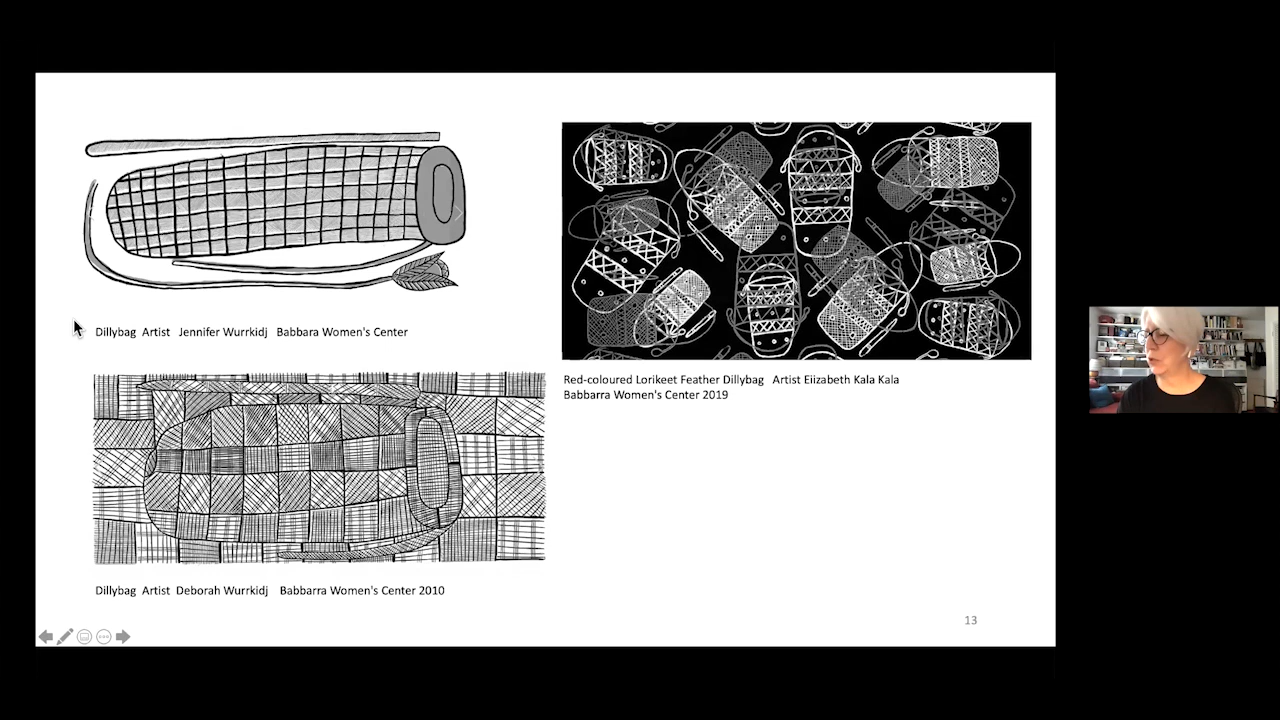 Dillybag Artist Jennifer Wurrkidj Babbara Women's Center
Red-coloured Lorikeet Feather Dillybag Artist Eiizabeth Kala Kala
Babbarra Women's Center 2019
Dillybag Artist Deborah Wurrkidj Babbarra Women's Center 2010
13